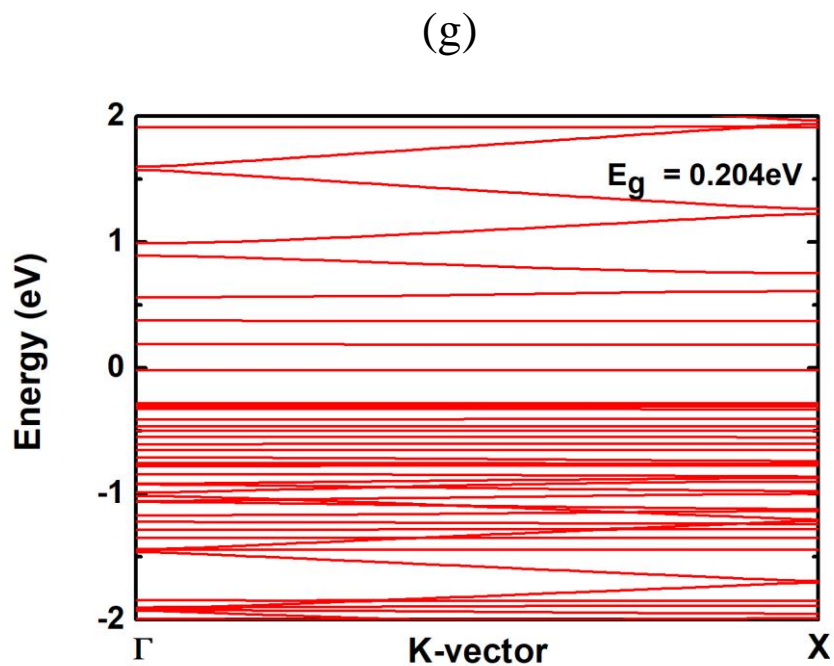 (g)
2
E_g = 0.204eV
1
Energy (eV)
0
-1
-2
Γ K-vector X